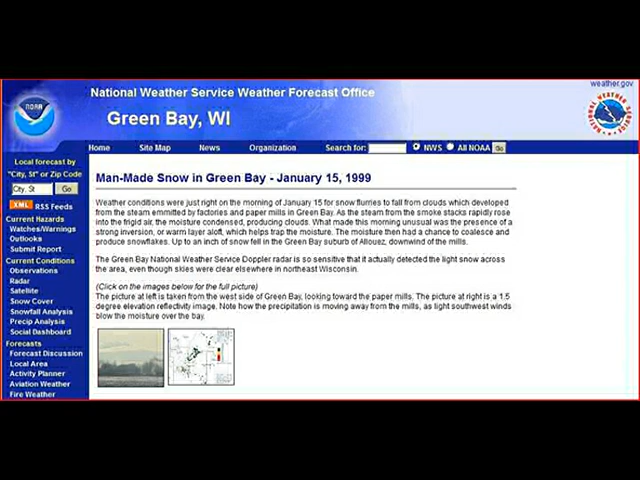 weather.gov
National Weather Service Weather Forecast Office
NOAA
Green Bay, WI
Home Site Map News Organization Search for: NWS All NOAA Go
Local forecast by
"City, St" or Zip Code
City, St Go
XML RSS Feeds
Current Hazards
Watches/Warnings
Outlooks
Submit Report
Current Conditions
Observations
Radar
Satellite
Snow Cover
Snowfall Analysis
Precip Analysis
Social Dashboard
Forecasts
Forecast Discussion
Local Area
Activity Planner
Aviation Weather
Fire Weather
Man-Made Snow in Green Bay - January 15, 1999
Weather conditions were just right on the morning of January 15 for snow flurries to fall from clouds which developed
from the steam emmitted by factories and paper mills in Green Bay. As the steam from the smoke stacks rapidly rose
into the frigid air, the moisture condensed, producing clouds. What made this morning unusual was the presence of a
strong inversion, or warm layer aloft, which helps trap the moisture. The moisture then had a chance to coalesce and
produce snowflakes. Up to an inch of snow fell in the Green Bay suburb of Allouez, downwind of the mills.
The Green Bay National Weather Service Doppler radar is so sensitive that it actually detected the light snow across
the area, even though skies were clear elsewhere in northeast Wisconsin.
(Click on the images below for the full picture)
The picture at left is taken from the west side of Green Bay, looking toward the paper mills. The picture at right is a 1.5
degree elevation reflectivity image. Note how the precipitation is moving away from the mills, as light southwest winds
blow the moisture over the bay.